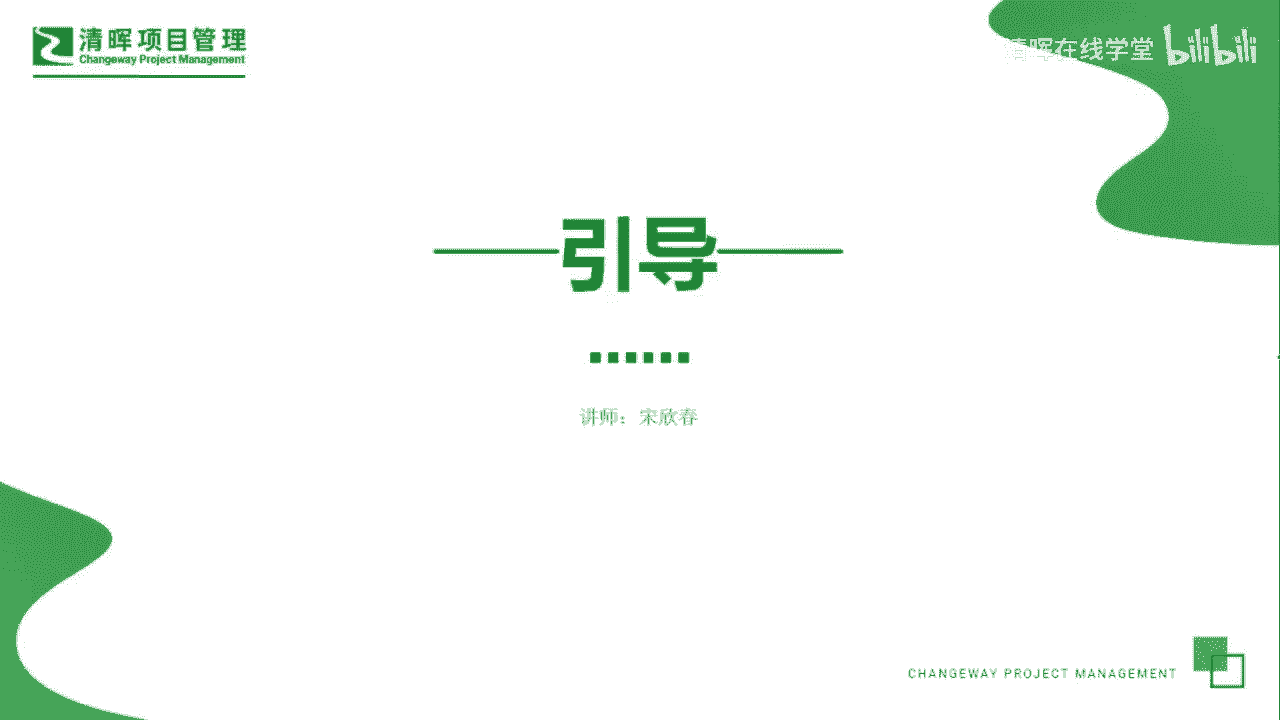 清晖项目管理
Changeway Project Management
清晖在线学堂 bilibili
引导
讲师：宋欣春
CHANGEWAY PROJECT MANAGEMENT